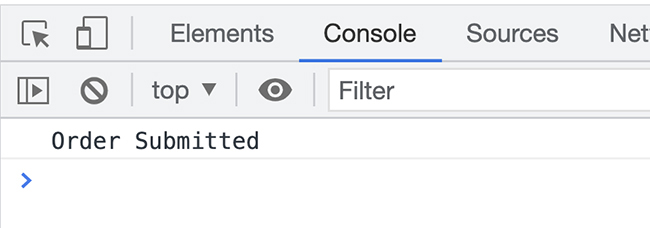 Elements Console Sources Net
top ▼ Filter
Order Submitted
>